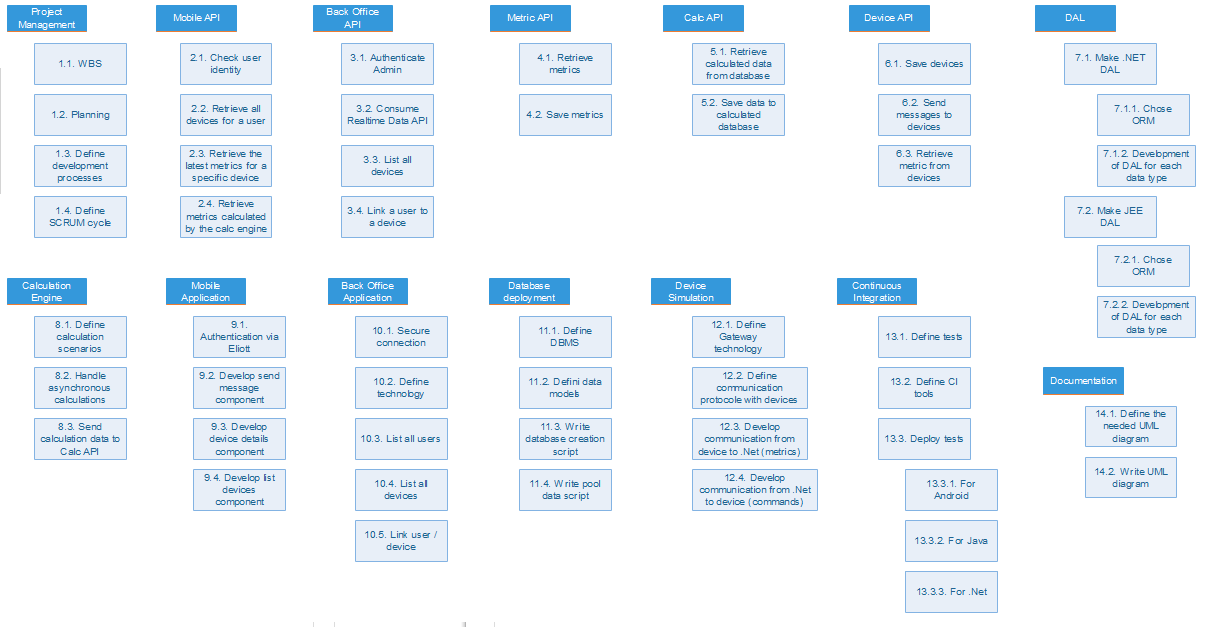 Project
Management
1.1. WBS
1.2. Planning
1.3. Define
development
processes
1.4. Define
SCRUM cycle
Mobile API
2.1. Check user
identity
2.2. Retrieve all
devices for a user
2.3. Retrieve the
latest metrics for a
specific device
2.4. Retrieve
metrics calculated
by the calc engine
Back Office
API
3.1. Authenticate
Admin
3.2. Consume
Realtime Data API
3.3. List all
devices
3.4. Link a user to
a device
Metric API
4.1. Retrieve
metrics
4.2. Save metrics
Calc API
5.1. Retrieve
calculated data
from database
5.2. Save data to
calculated
database
Device API
6.1. Save devices
6.2. Send
messages to
devices
6.3. Retrieve
metric from
devices
DAL
7.1. Make .NET
DAL
7.1.1. Chose
ORM
7.1.2. Development
of DAL for each
data type
7.2. Make JEE
DAL
7.2.1. Chose
ORM
7.2.2. Development
of DAL for each
data type
Calculation
Engine
8.1. Define
calculation
scenarios
8.2. Handle
asynchronous
calculations
8.3. Send
calculation data to
Calc API
Mobile
Application
9.1.
Authentication via
Eliott
9.2. Develop send
message
component
9.3. Develop
device details
component
9.4. Develop list
devices
component
Back Office
Application
10.1. Secure
connection
10.2. Define
technology
10.3. List all users
10.4. List all
devices
10.5. Link user /
device
Database
deployment
11.1. Define
DBMS
11.2. Defini data
models
11.3. Write
database creation
script
11.4. Write pool
data script
Device
Simulation
12.1. Define
Gateway
technology
12.2. Define
communication
protocole with devices
12.3. Develop
communication from
device to .Net (metrics)
12.4. Develop
communication from .Net
to device (commands)
Continuous
Integration
13.1. Define tests
13.2. Define CI
tools
13.3. Deploy tests
13.3.1. For
Android
13.3.2. For Java
13.3.3. For .Net
Documentation
14.1. Define the
needed UML
diagram
14.2. Write UML
diagram